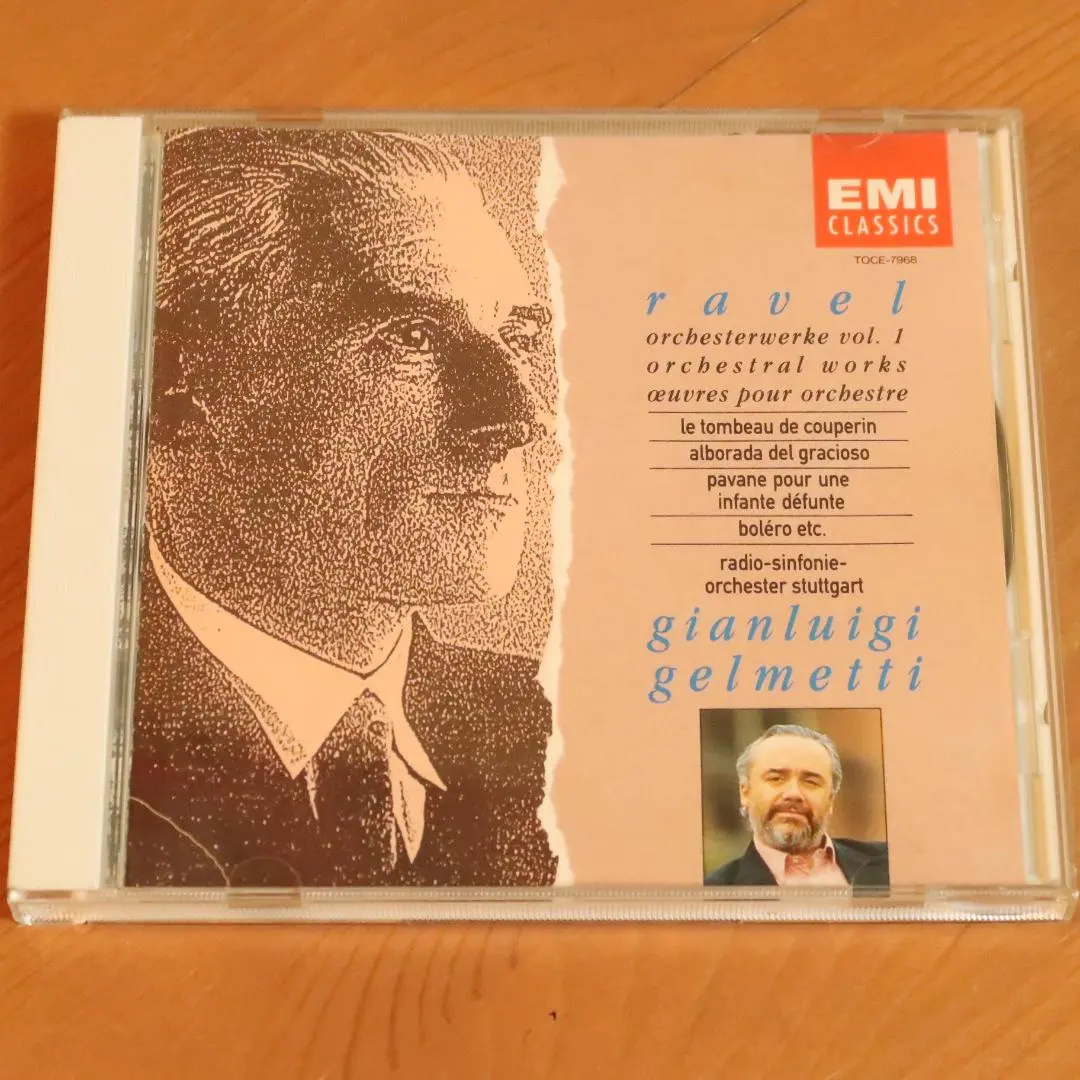 EMI
CLASSICS
TOCE-7968
ravel
orchesterwerke vol. 1
orchestral works
œuvres pour orchestre
le tombeau de couperin
alborada del gracioso
pavane pour une
infante défunte
boléro etc.
radio-sinfonie-
orchester stuttgart
gianluigi
gelmetti